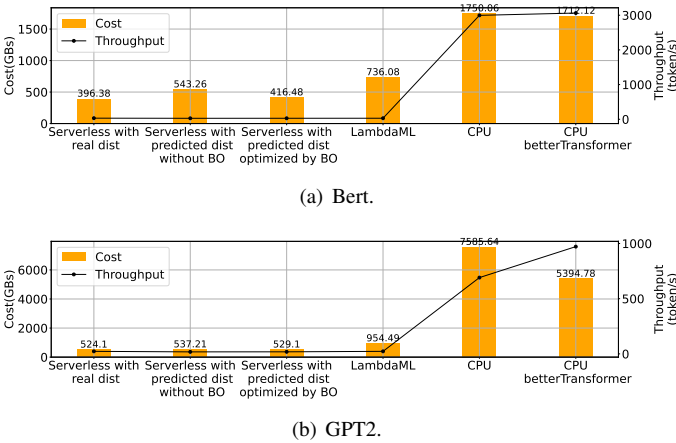 1758.06
1712.12
Cost
Throughput
396.38
543.26
416.48
736.08
Cost(GBs)
1500
1000
500
0
3000
2000
1000
0
Throughput
(token/s)
Serverless with
real dist
Serverless with
predicted dist
without BO
Serverless with
predicted dist
optimized by BO
LambdaML
CPU
CPU
betterTransformer
(a) Bert.
7585.64
5394.78
Cost
Throughput
524.1
537.21
529.1
954.49
Cost(GBs)
6000
4000
2000
0
1000
500
0
Throughput
(token/s)
Serverless with
real dist
Serverless with
predicted dist
without BO
Serverless with
predicted dist
optimized by BO
LambdaML
CPU
CPU
betterTransformer
(b) GPT2.